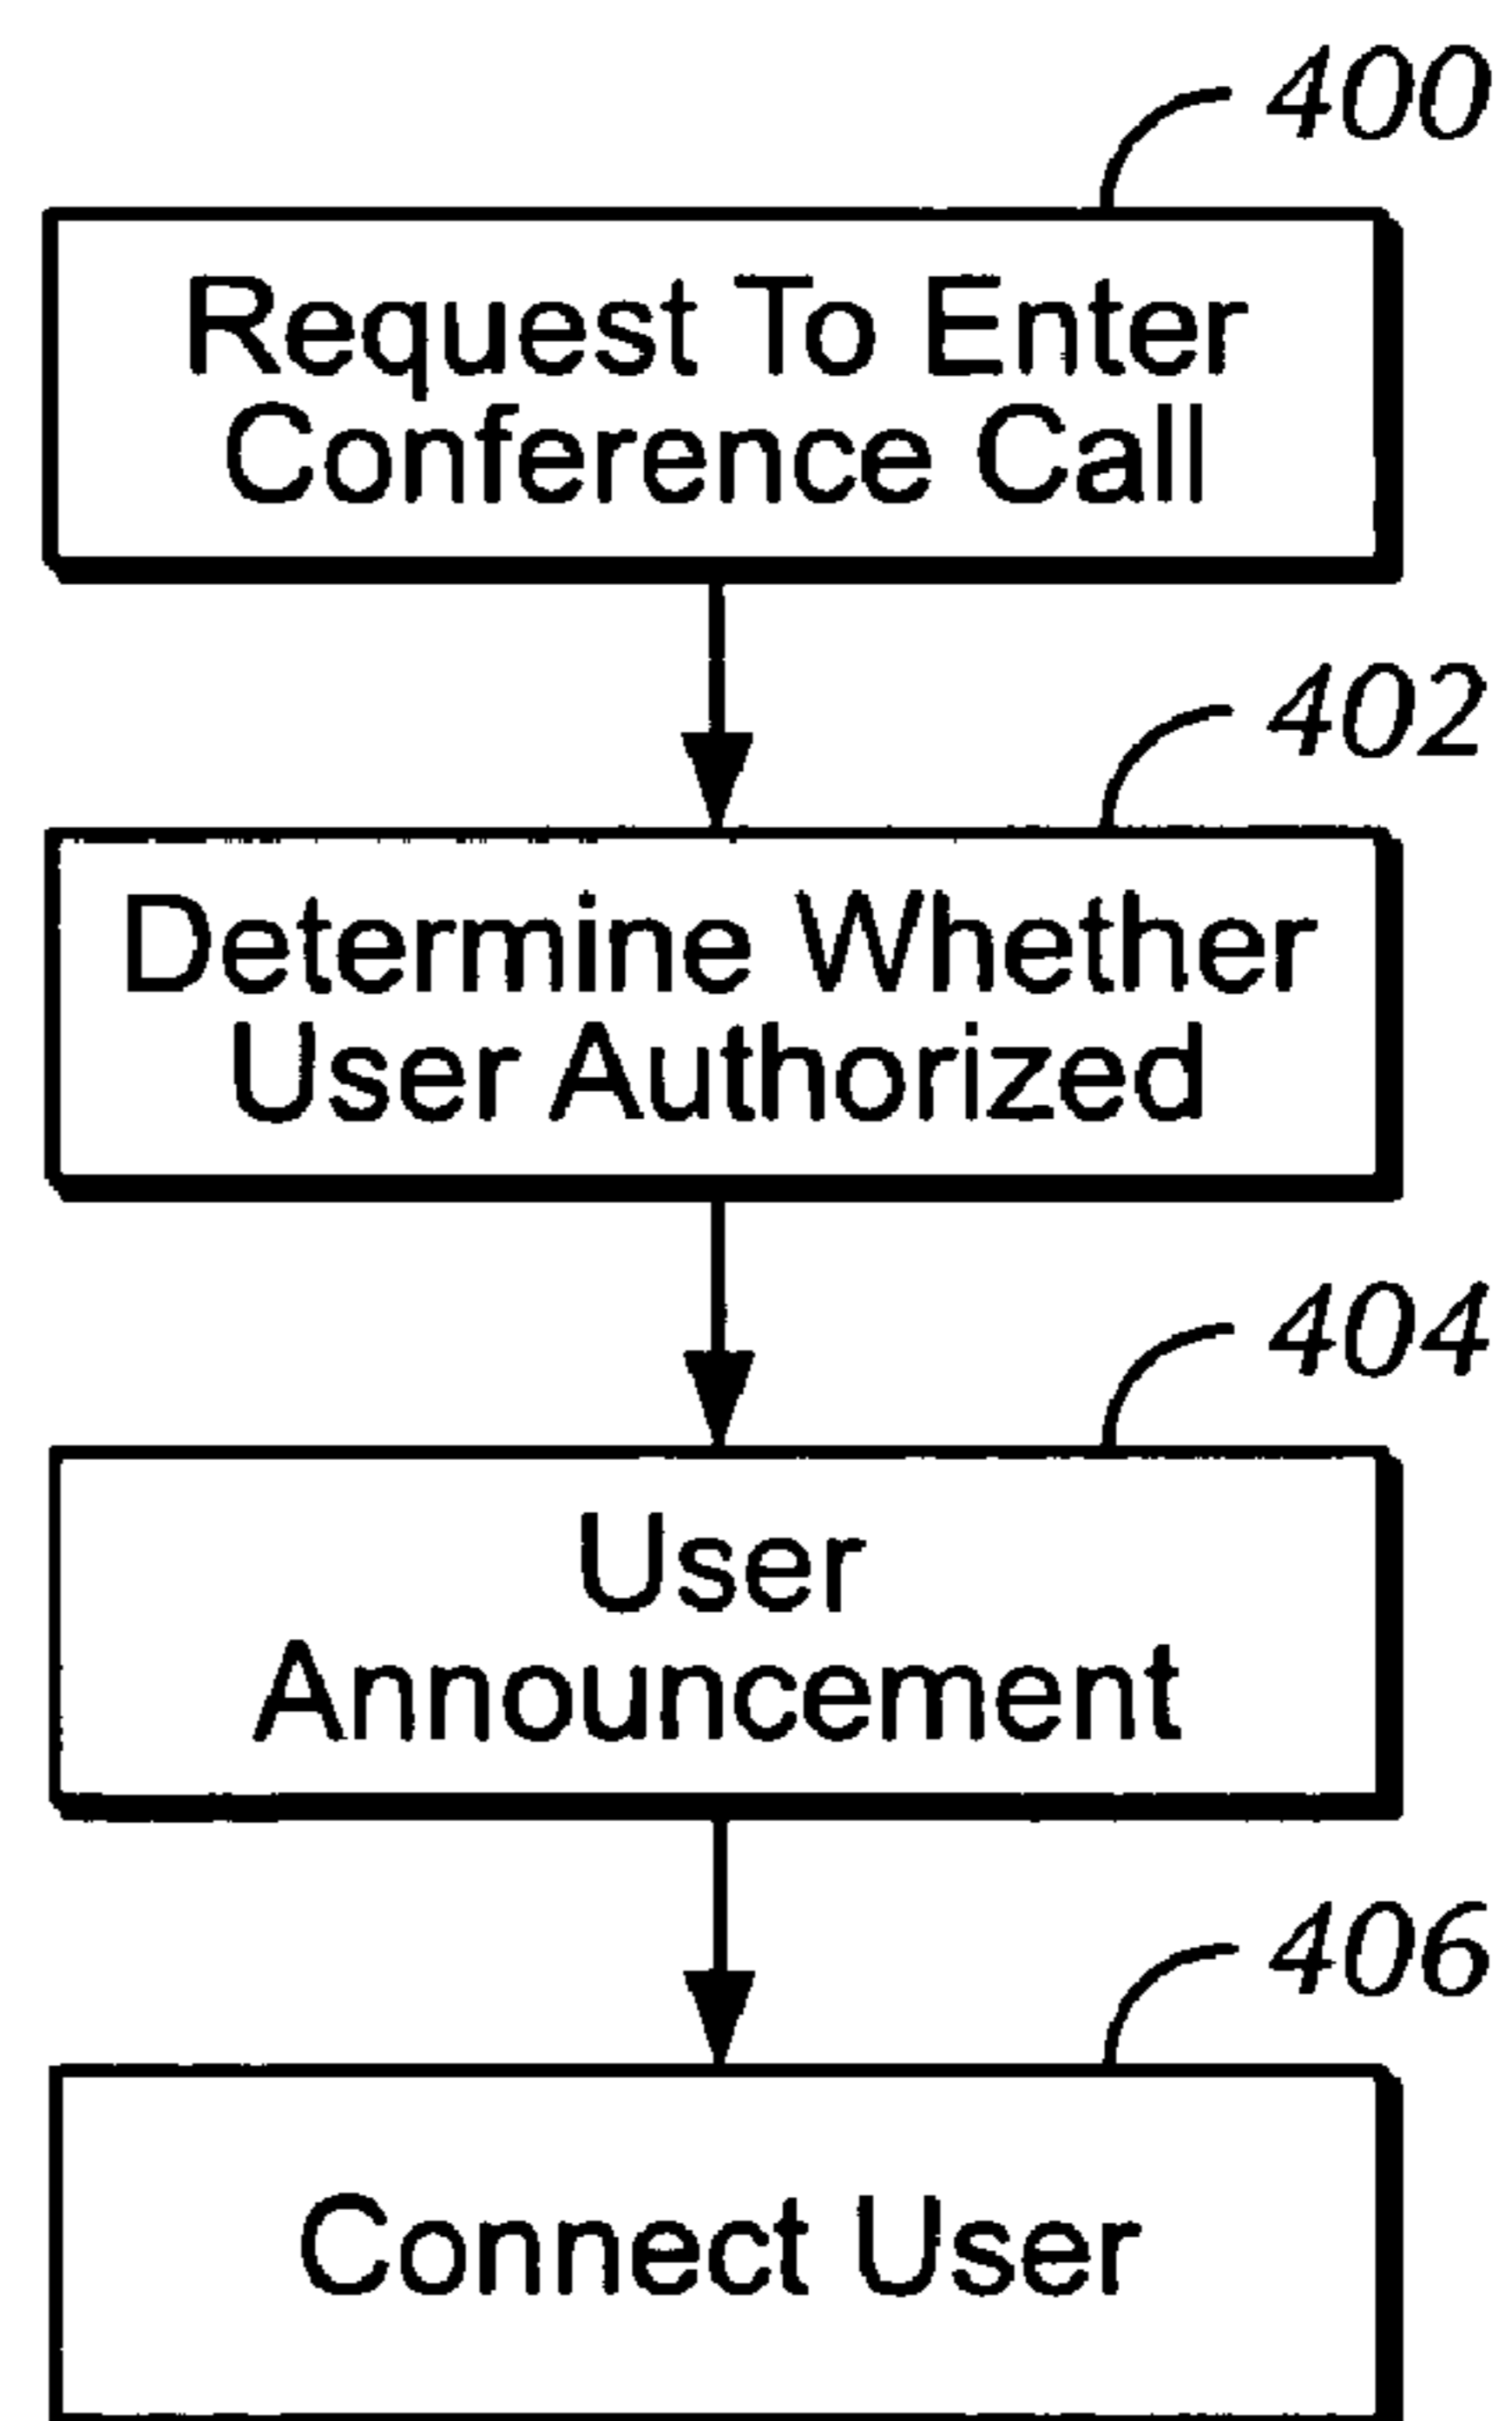 400
Request To Enter
Conference Call
402
Determine Whether
User Authorized
404
User
Announcement
406
Connect User